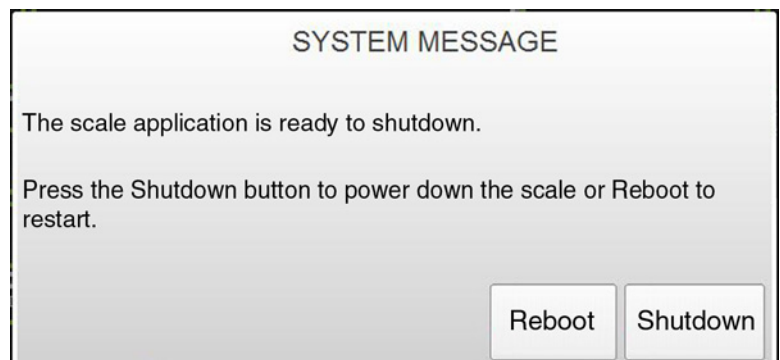 SYSTEM MESSAGE
The scale application is ready to shutdown.
Press the Shutdown button to power down the scale or Reboot to
restart.
Reboot
Shutdown